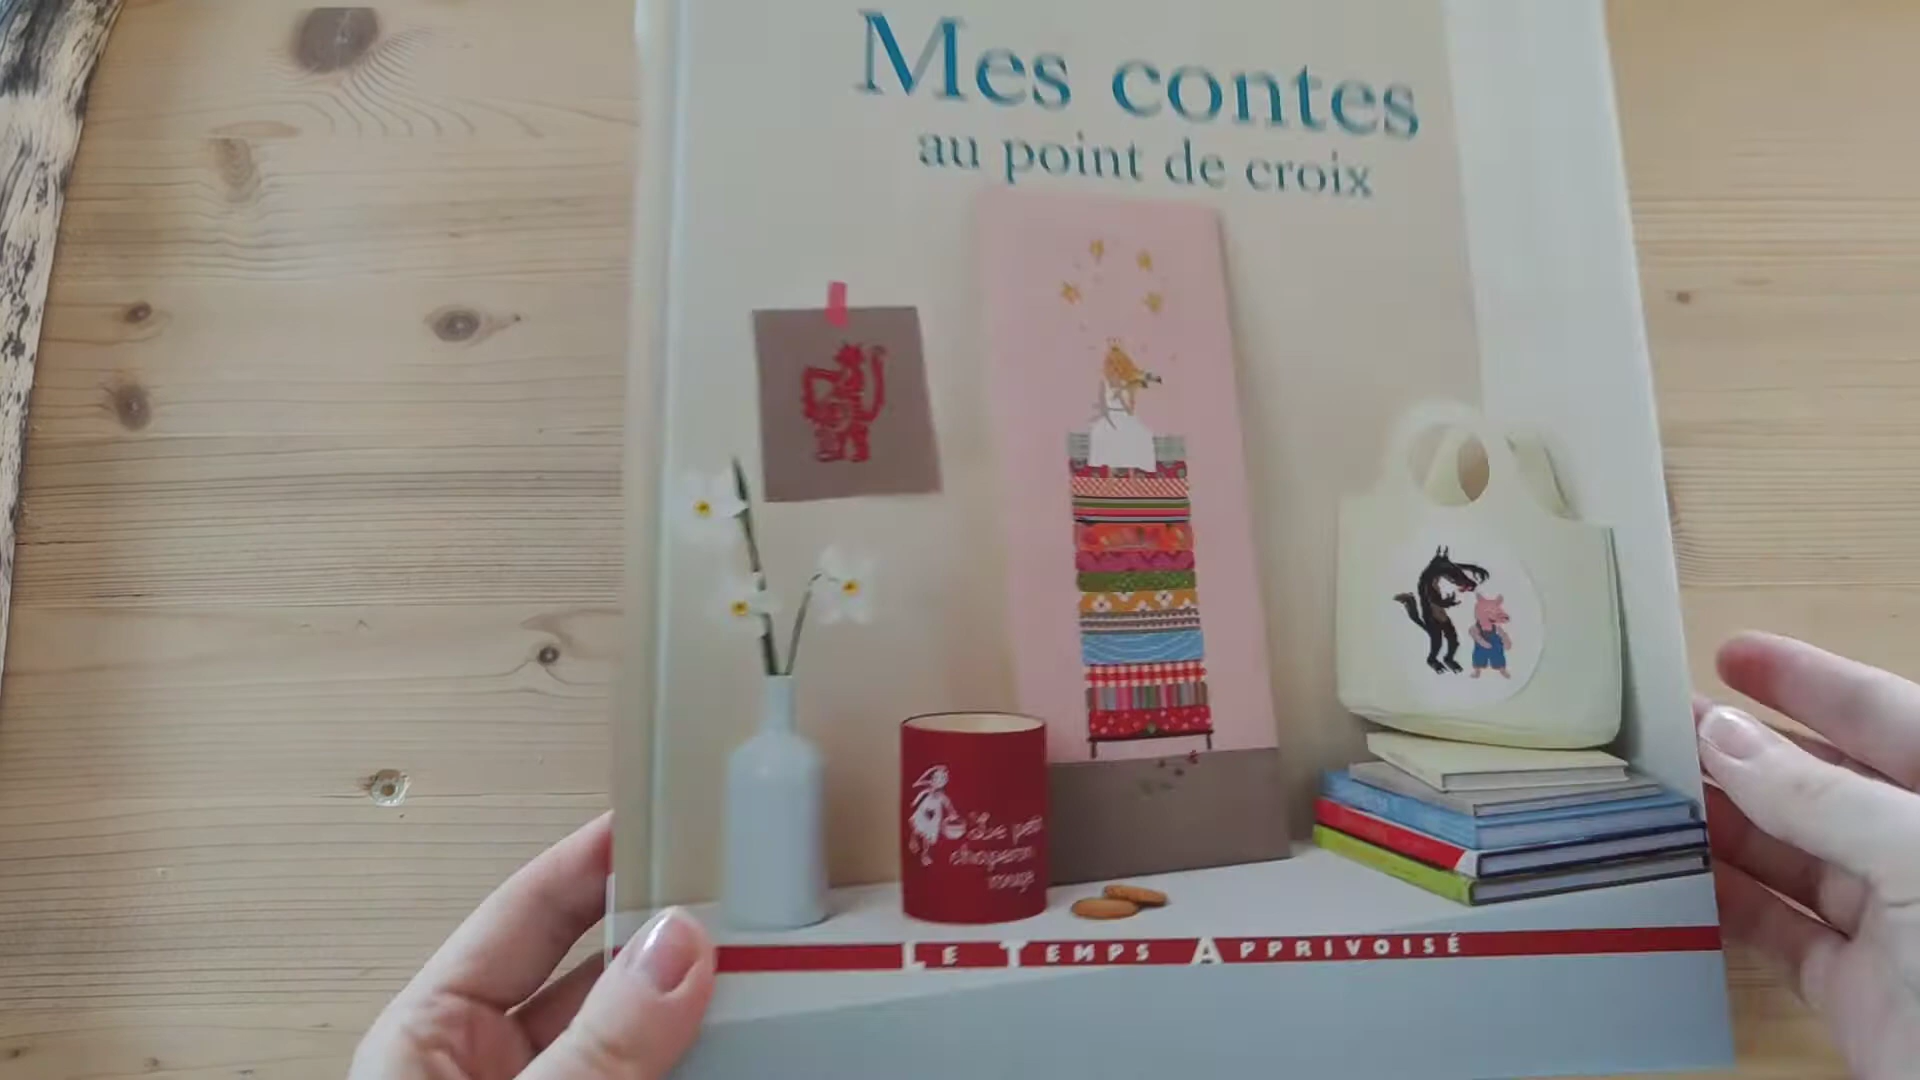 Mes contes
au point de croix
Le petit
chaperon
rouge
LE TEMPS APPRIVOISÉ